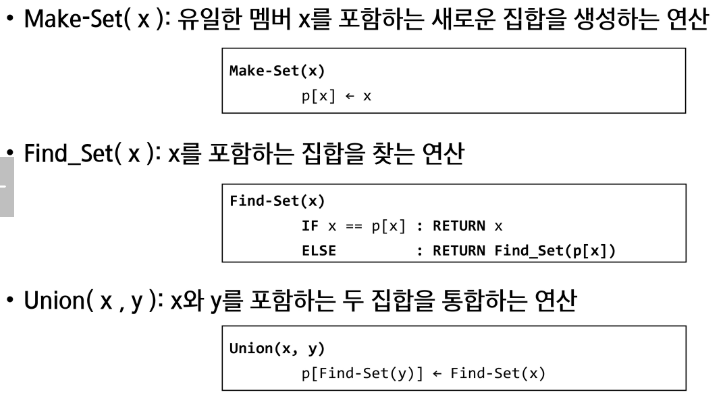 • Make-Set( x ): 유일한 멤버 x를 포함하는 새로운 집합을 생성하는 연산
Make-Set(x)
p[x] ← x
• Find_Set( x ): x를 포함하는 집합을 찾는 연산
Find-Set(x)
IF x == p[x] : RETURN x
ELSE : RETURN Find_Set(p[x])
• Union( x , y ): x와 y를 포함하는 두 집합을 통합하는 연산
Union(x, y)
p[Find-Set(y)] ← Find-Set(x)